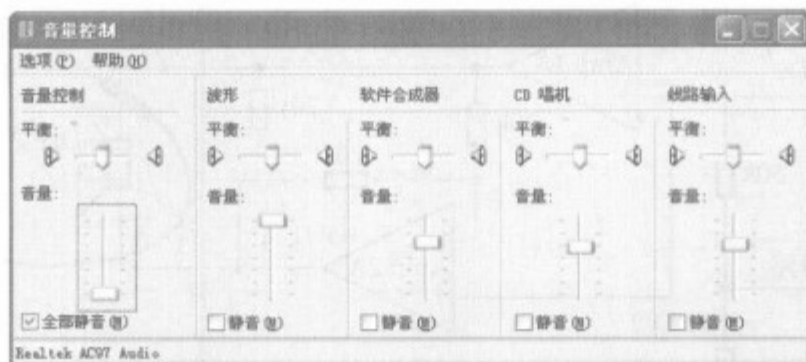 音量控制
选项(P) 帮助(H)
音量控制 波形 软件合成器 CD 唱机 线路输入
平衡: 平衡: 平衡: 平衡: 平衡:
音量: 音量: 音量: 音量: 音量:
全部静音(M) 静音(M) 静音(M) 静音(M) 静音(M)
Realtek AC97 Audio